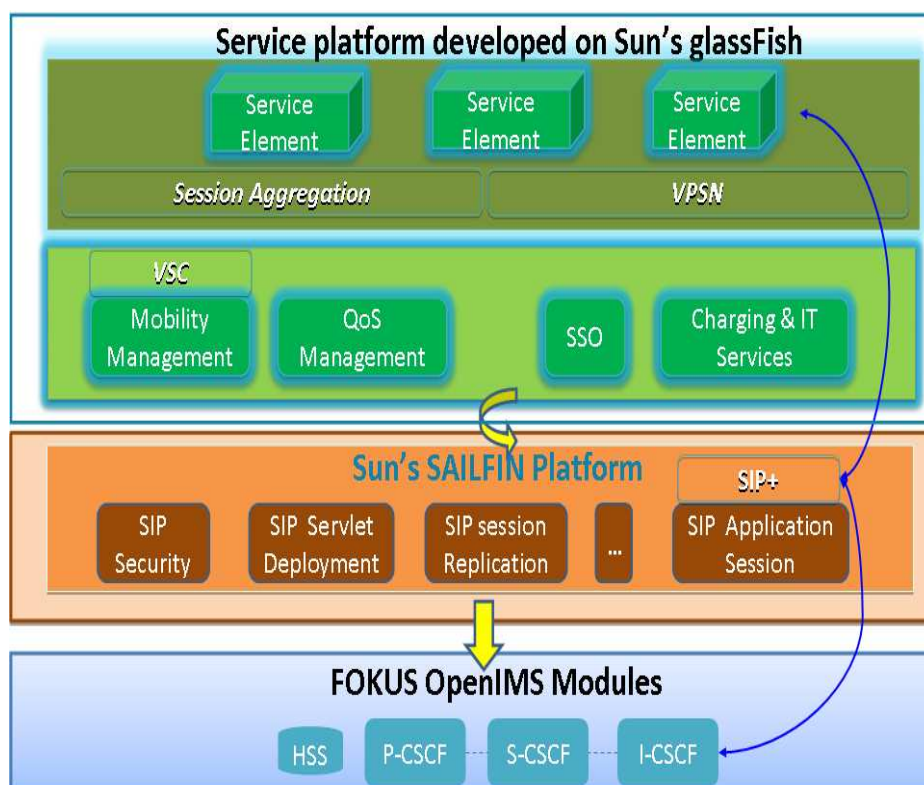 Service platform developed on Sun's glassFish
Service
Element
Service
Element
Service
Element
Session Aggregation
VPSN
VSC
Mobility
Management
QoS
Management
SSO
Charging & IT
Services
Sun's SAILFIN Platform
SIP+
SIP
Security
SIP Servlet
Deployment
SIP session
Replication
...
SIP Application
Session
FOKUS OpenIMS Modules
HSS
P-CSCF
S-CSCF
I-CSCF